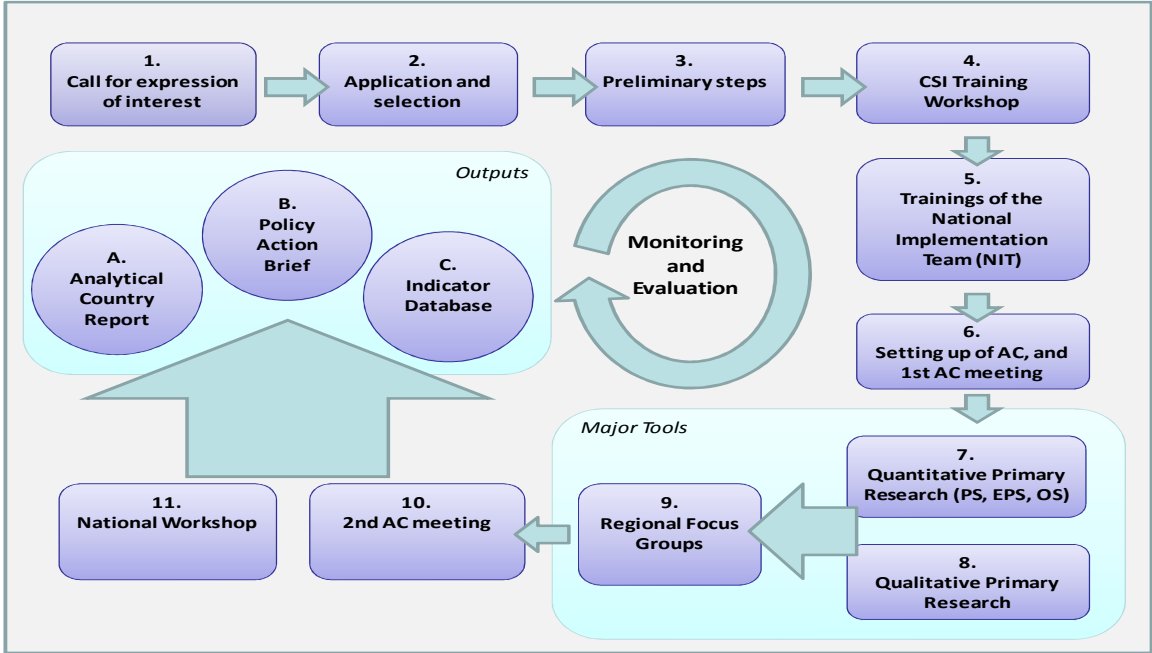 1.
Call for expression
of interest
2.
Application and
selection
3.
Preliminary steps
4.
CSI Training
Workshop
5.
Trainings of the
National
Implementation
Team (NIT)
6.
Setting up of AC, and
1st AC meeting
Major Tools
7.
Quantitative Primary
Research (PS, EPS, OS)
8.
Qualitative Primary
Research
9.
Regional Focus
Groups
10.
2nd AC meeting
11.
National Workshop
Outputs
A.
Analytical
Country
Report
B.
Policy
Action
Brief
C.
Indicator
Database
Monitoring
and
Evaluation